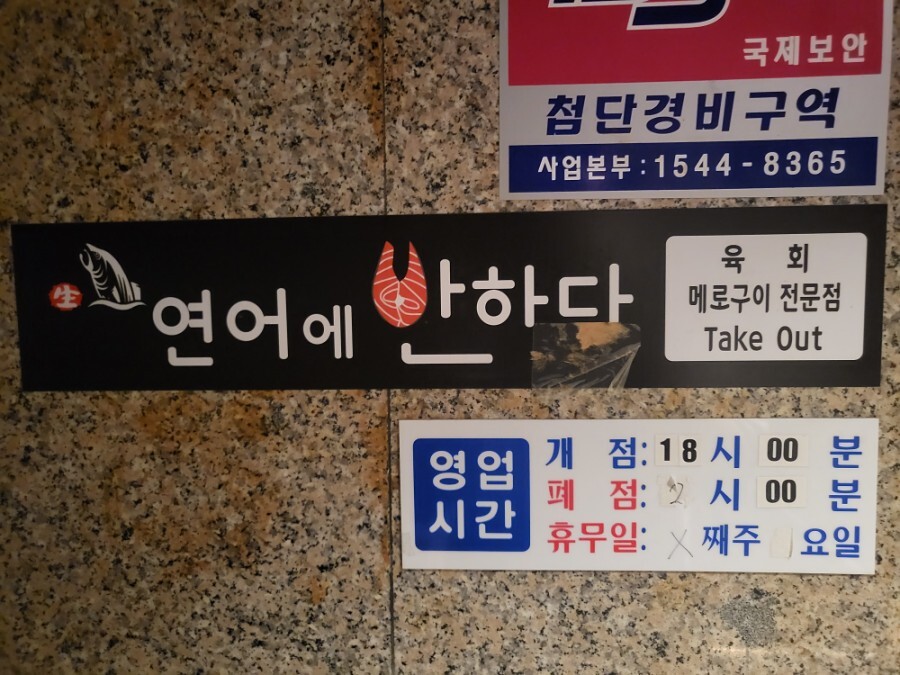 국제보안
첨단경비구역
사업본부 : 1544 - 8365
生 연어에 반하다
육 회
메로구이 전문점
Take Out
영업
시간
개 점: 18 시 00 분
폐 점: 2 시 00 분
휴무일: X 째주 요일